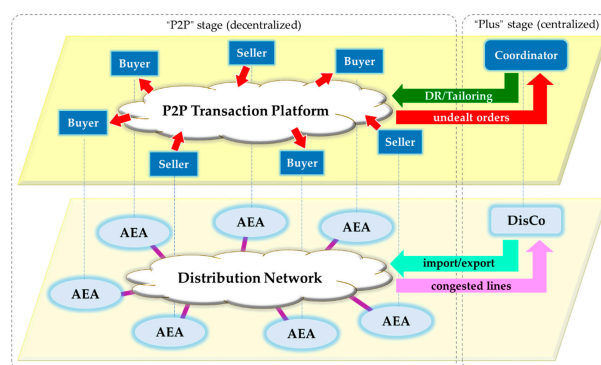 "P2P" stage (decentralized)
"Plus" stage (centralized)
Seller
Buyer
Buyer
Coordinator
DR/Tailoring
P2P Transaction Platform
undealt orders
Buyer
Seller
Buyer
Seller
AEA
AEA
AEA
DisCo
import/export
Distribution Network
congested lines
AEA
AEA
AEA
AEA